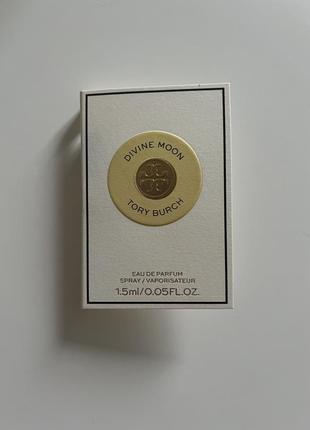 DIVINE MOON
TORY BURCH
EAU DE PARFUM
SPRAY / VAPORISATEUR
1.5ml/0.05FL.OZ.